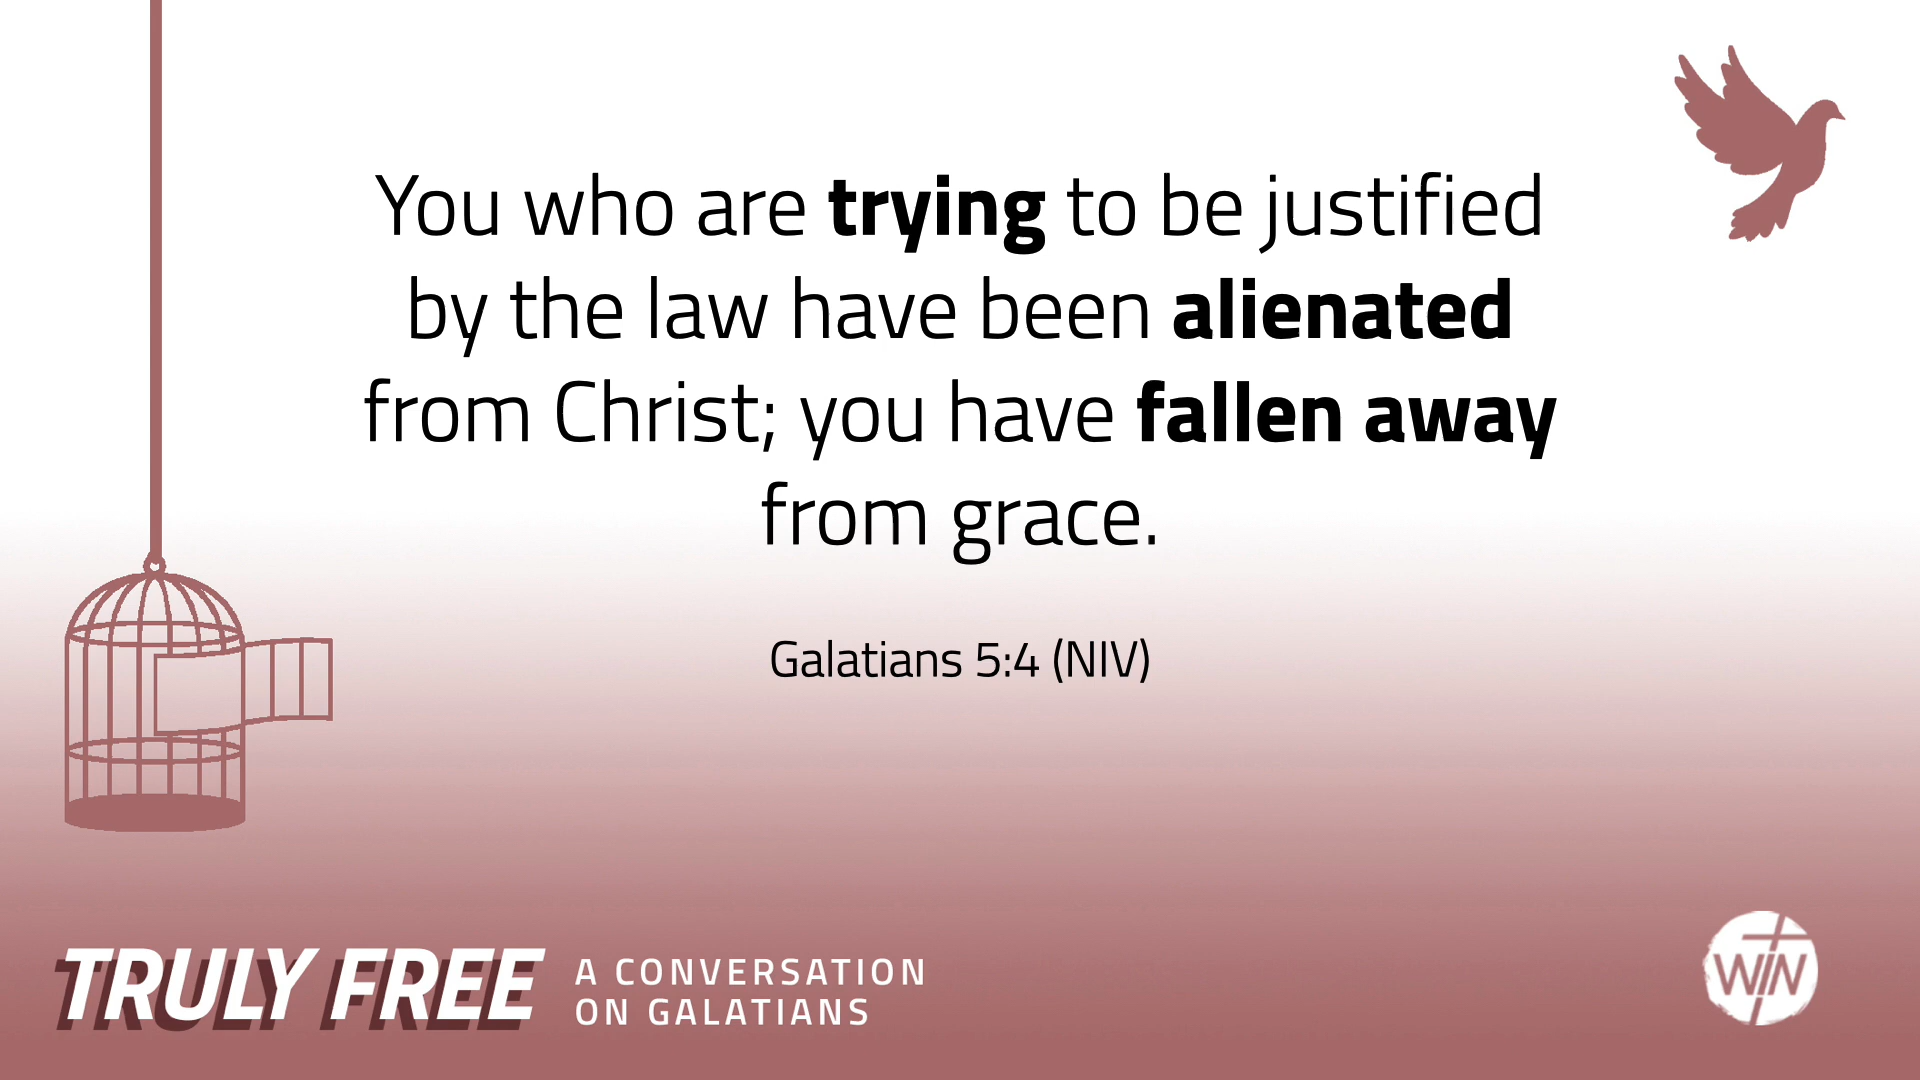 You who are trying to be justified
by the law have been alienated
from Christ; you have fallen away
from grace.
Galatians 5:4 (NIV)
TRULY FREE
A CONVERSATION
ON GALATIANS
WIN